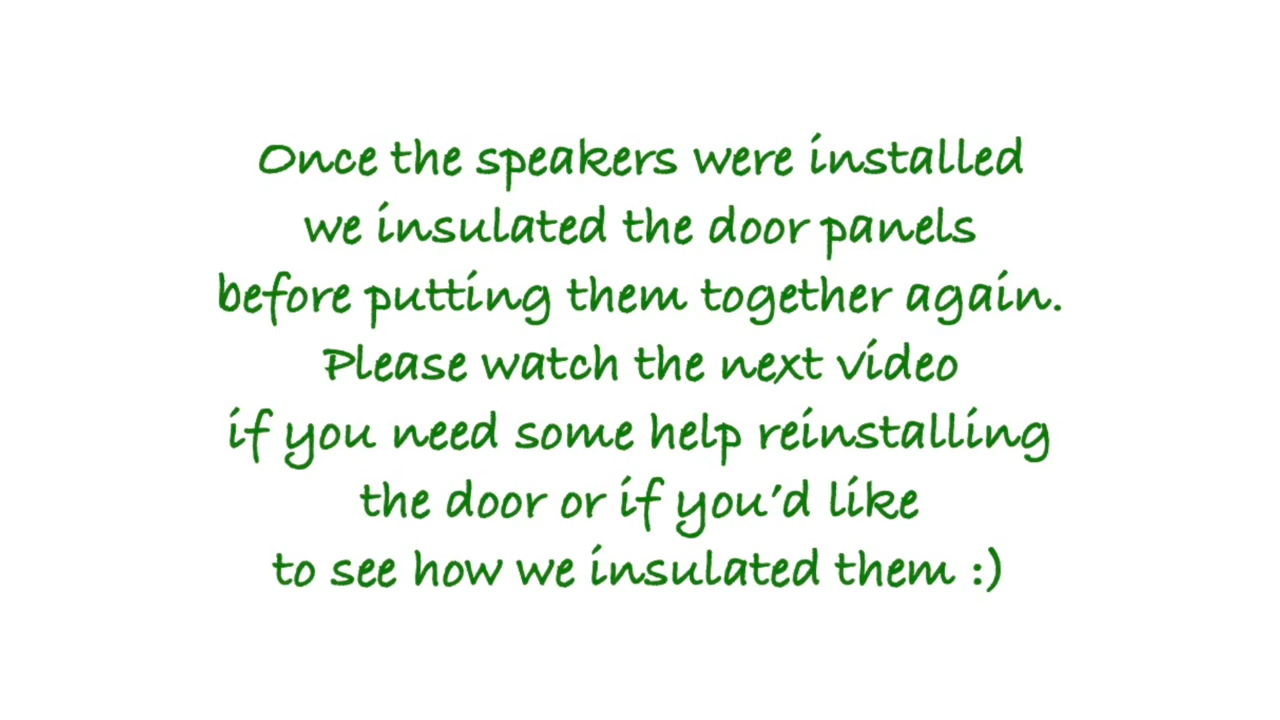 Once the speakers were installed
we insulated the door panels
before putting them together again.
Please watch the next video
if you need some help reinstalling
the door or if you'd like
to see how we insulated them :)